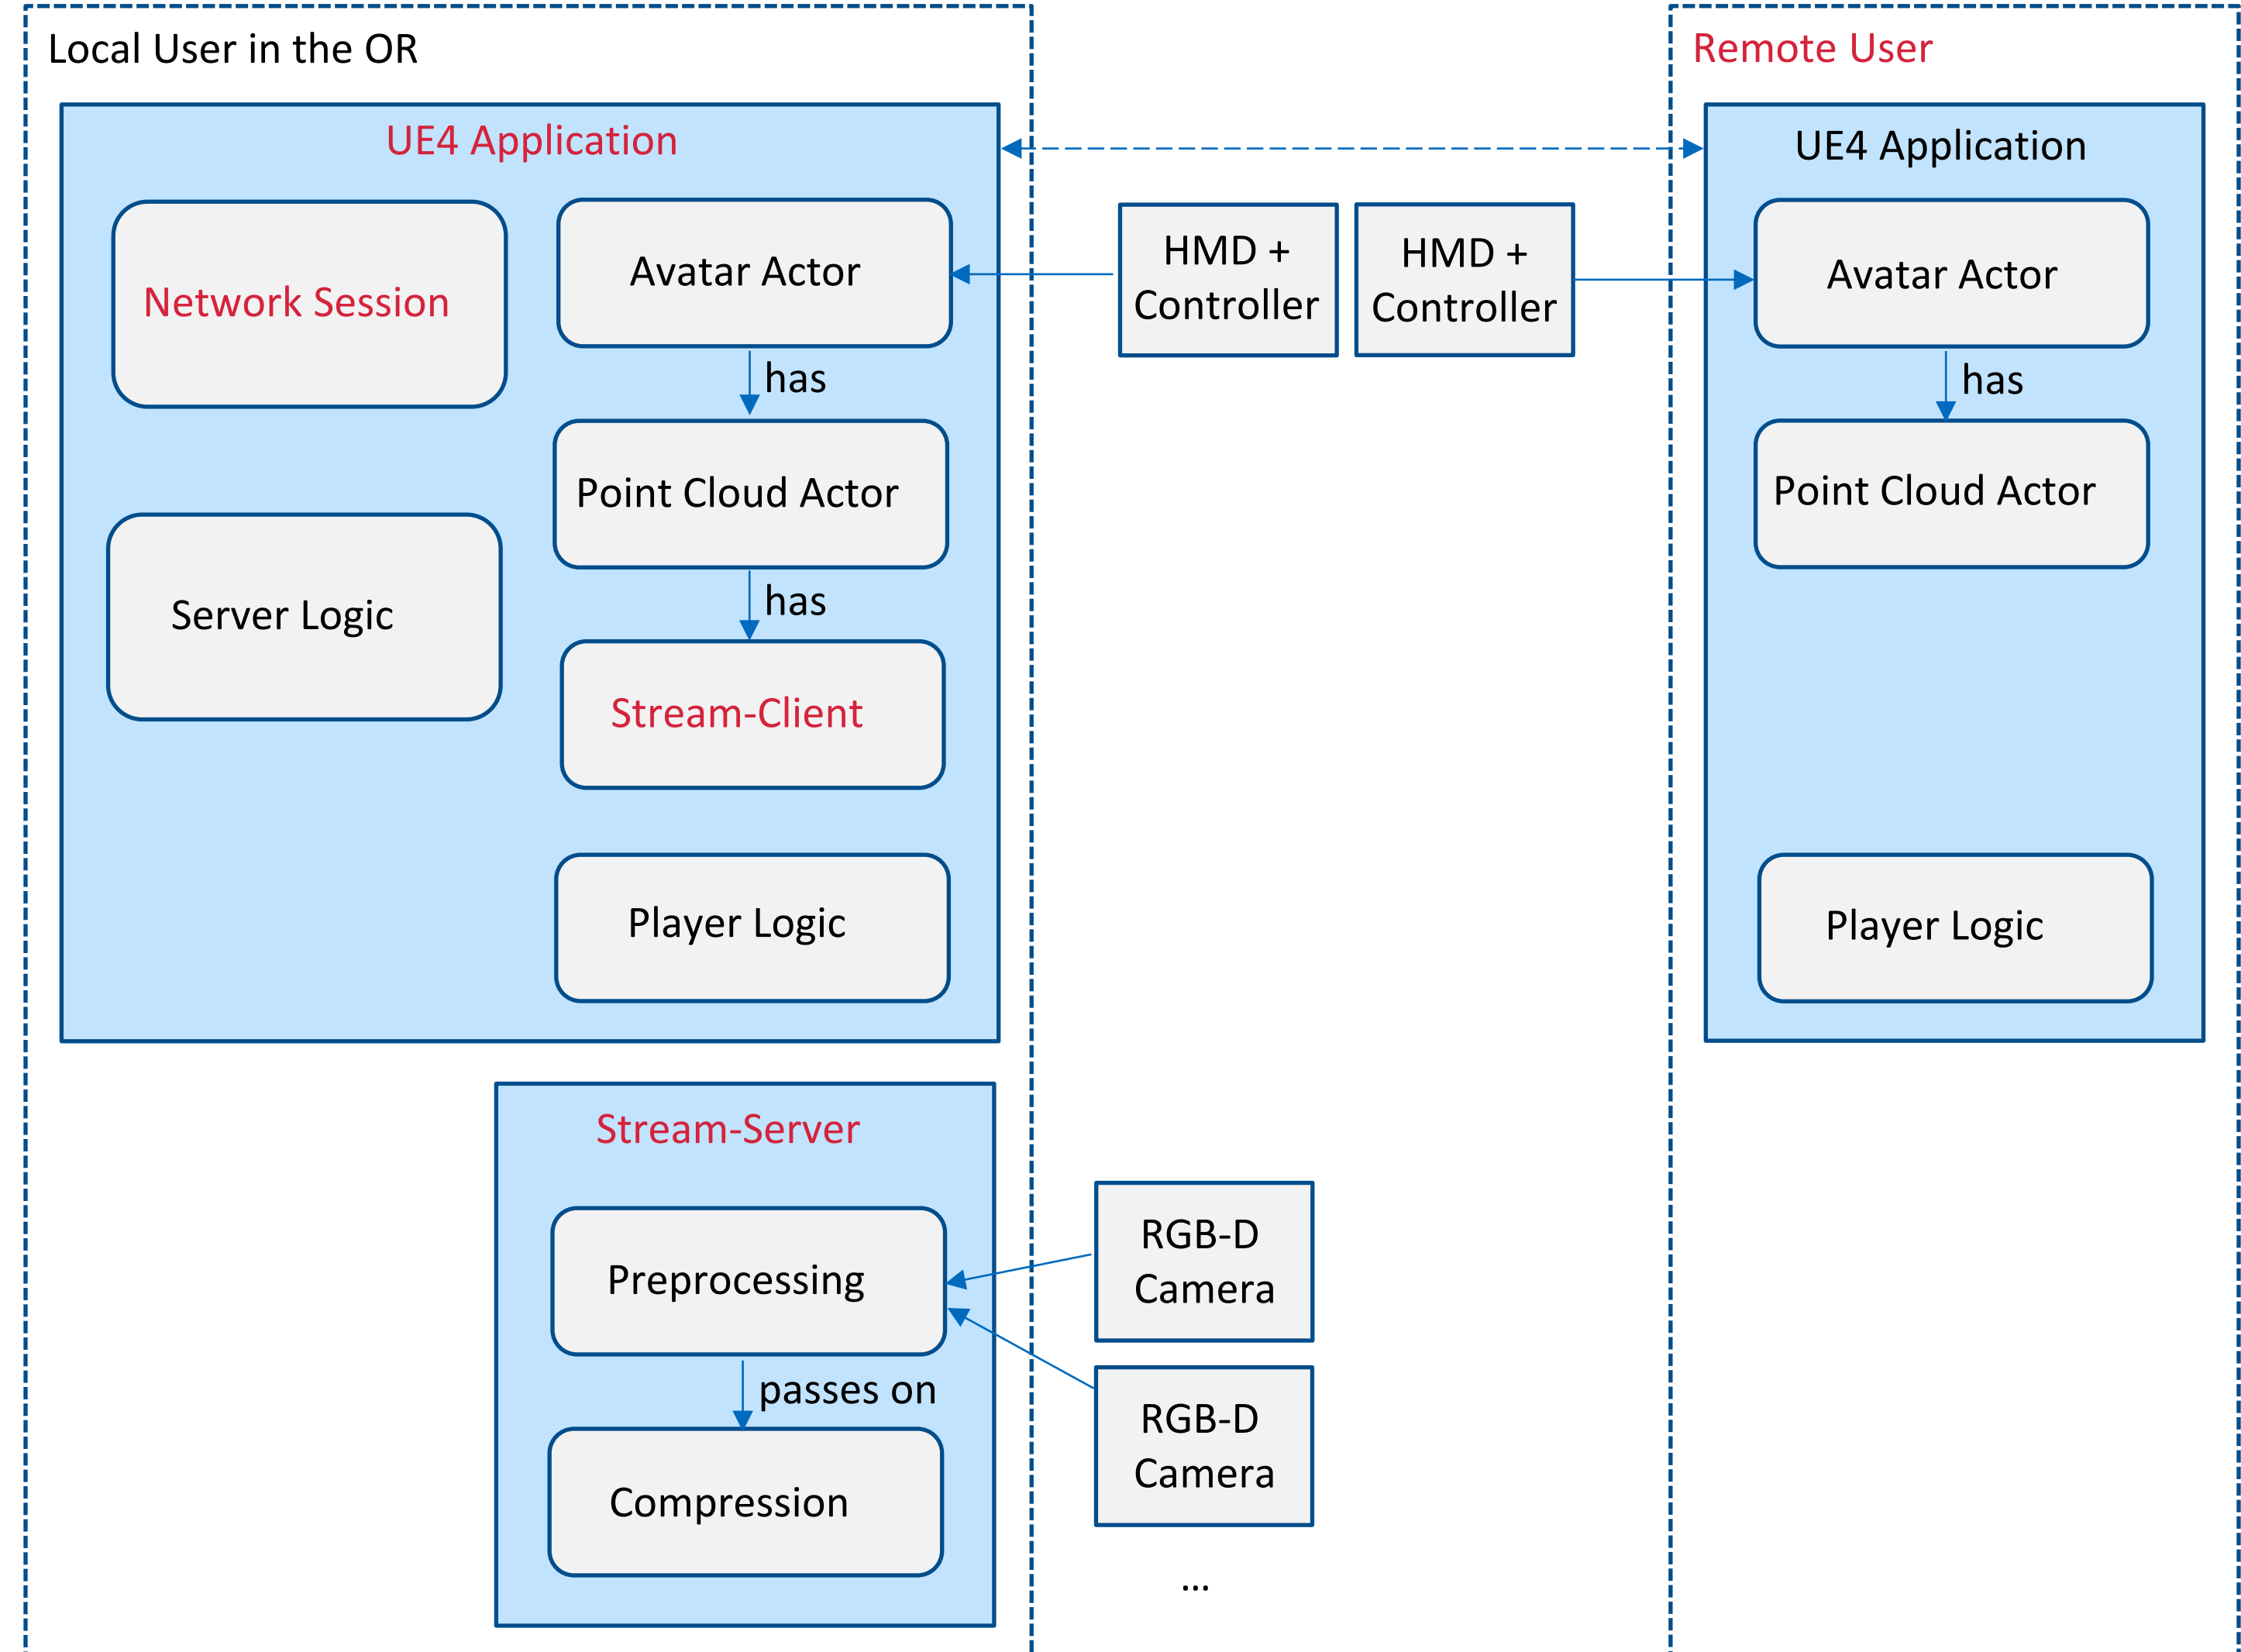 Local User in the OR
UE4 Application
Network Session
Server Logic
Avatar Actor
has
Point Cloud Actor
has
Stream-Client
Player Logic
Stream-Server
Preprocessing
passes on
Compression
HMD +
Controller
HMD +
Controller
RGB-D
Camera
RGB-D
Camera
...
Remote User
UE4 Application
Avatar Actor
has
Point Cloud Actor
Player Logic